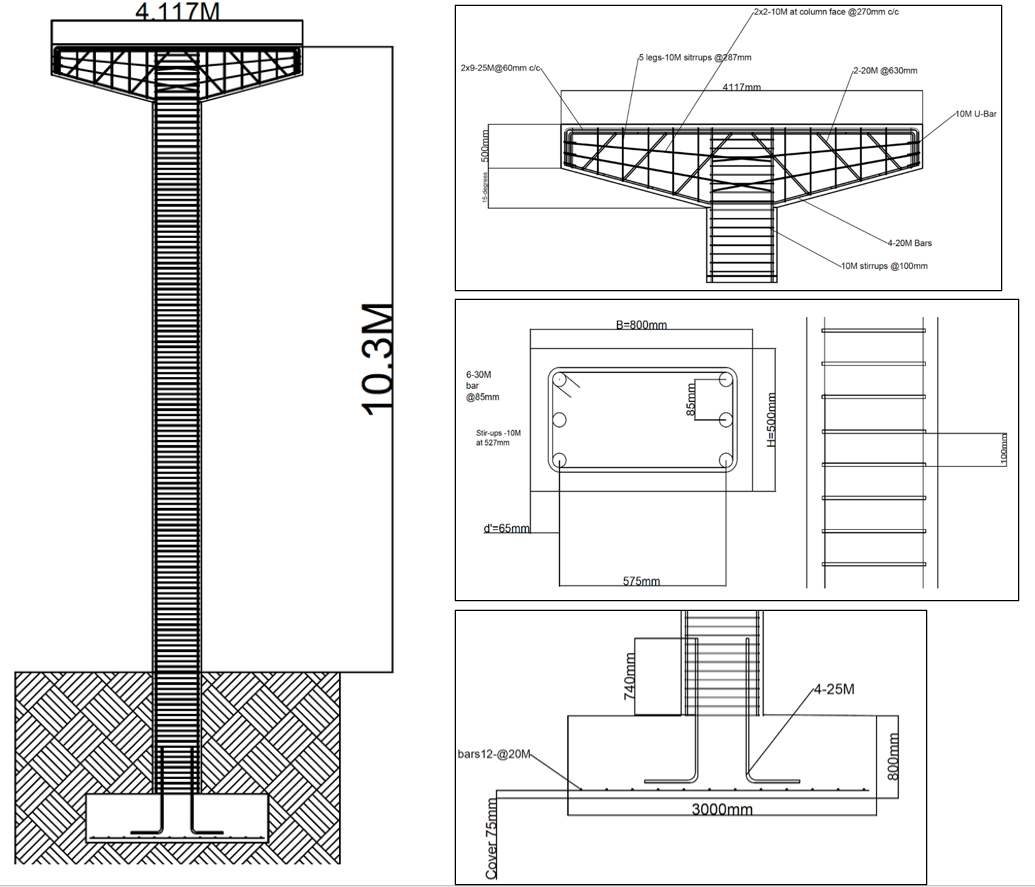 4.117M
10.3M
2x2-10M at column face @270mm c/c
5 legs-10M sitrrups @287mm
2x9-25M@60mm c/c
2-20M @630mm
4117mm
10M U-Bar
500mm
15-degrees
4-20M Bars
10M stirrups @100mm
B=800mm
6-30M
bar
@85mm
85mm
H=500mm
Stir-ups -10M
at 527mm
100mm
d'=65mm
575mm
740mm
4-25M
bars12-@20M
800mm
3000mm
Cover 75mm